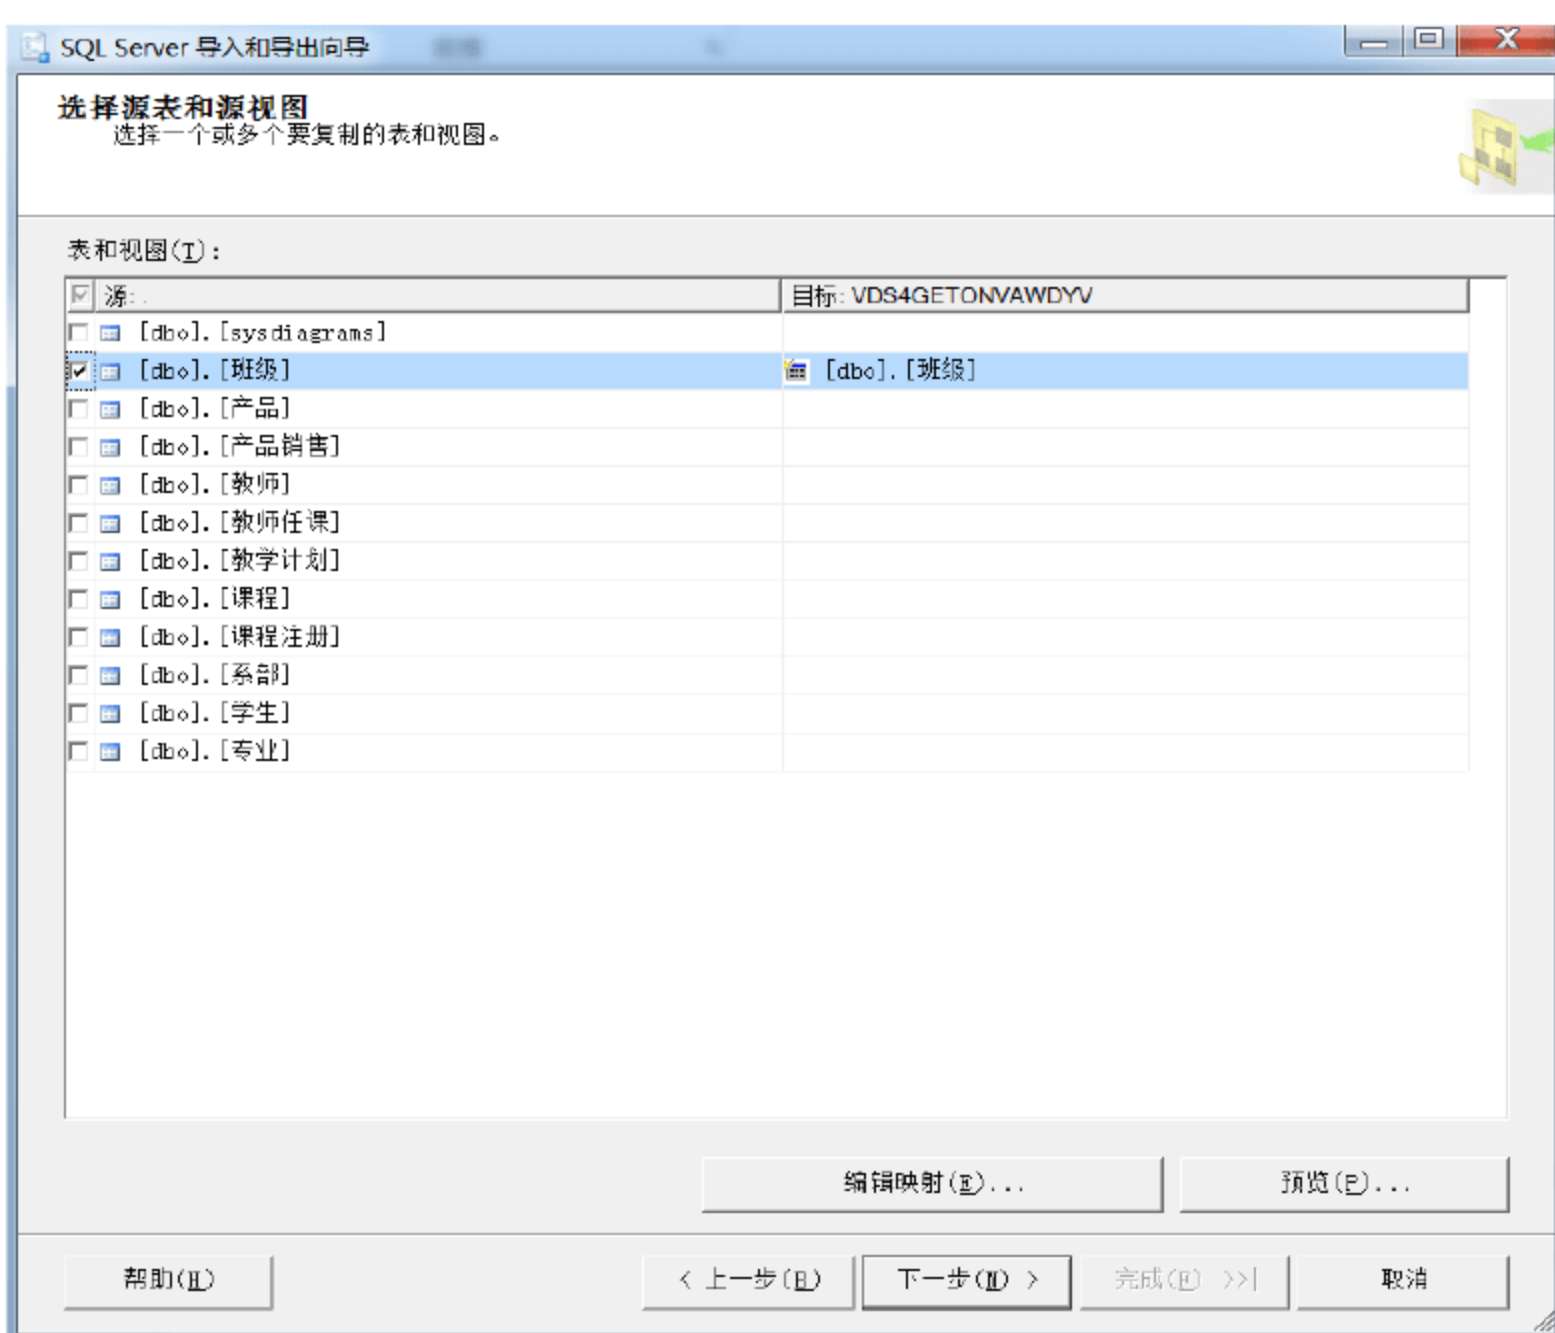 SQL Server 导入和导出向导
选择源表和源视图
选择一个或多个要复制的表和视图。
表和视图(T):
源: .
目标: VDS4GETONVAWDYV
[dbo].[sysdiagrams]
[dbo].[班级] [dbo].[班级]
[dbo].[产品]
[dbo].[产品销售]
[dbo].[教师]
[dbo].[教师任课]
[dbo].[教学计划]
[dbo].[课程]
[dbo].[课程注册]
[dbo].[系部]
[dbo].[学生]
[dbo].[专业]
编辑映射(E)...
预览(P)...
帮助(H)
< 上一步(B)
下一步(N) >
完成(F) >>|
取消